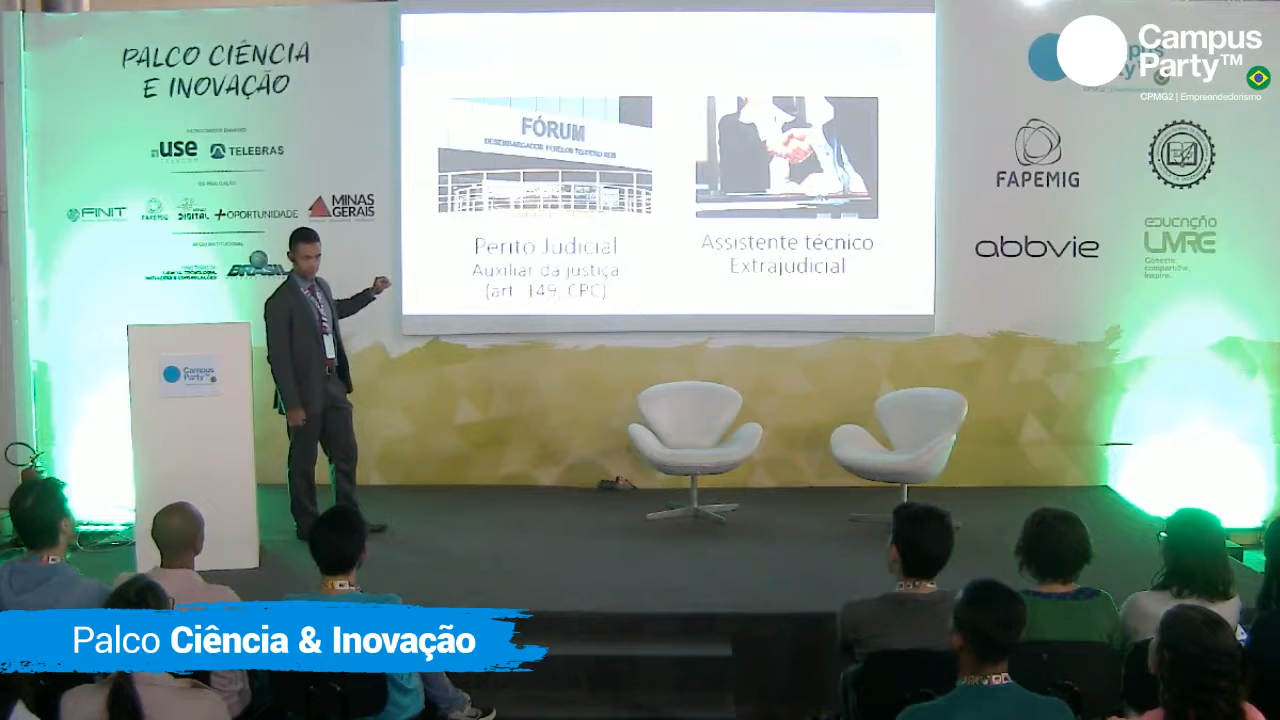 PALCO CIÊNCIA
E INOVAÇÃO
use
TELEBRAS
FINIT
FAPEMIG
DIGITAL
+OPORTUNIDADE
MINAS
GERAIS
BRASIL
Campus
Party
FÓRUM
Perito Judicial
Auxiliar da justiça
(art. 149, CPC)
Assistente técnico
Extrajudicial
Campus
Party™
CPMG2 | Empreendedorismo
FAPEMIG
abbvie
EDUCAÇÃO
LIVRE
Conecte,
compartilhe,
inspire.
Palco Ciência & Inovação